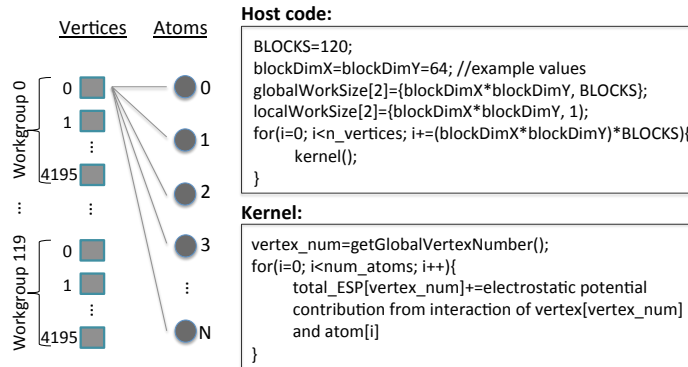 Vertices Atoms
Workgroup 0
0
1
...
4195
...
...
Workgroup 119
0
1
...
4195
0
1
2
3
...
N
Host code:
BLOCKS=120;
blockDimX=blockDimY=64; //example values
globalWorkSize[2]={blockDimX*blockDimY, BLOCKS};
localWorkSize[2]={blockDimX*blockDimY, 1);
for(i=0; i<n_vertices; i+=(blockDimX*blockDimY)*BLOCKS){
kernel();
}
Kernel:
vertex_num=getGlobalVertexNumber();
for(i=0; i<num_atoms; i++){
total_ESP[vertex_num]+=electrostatic potential
contribution from interaction of vertex[vertex_num]
and atom[i]
}